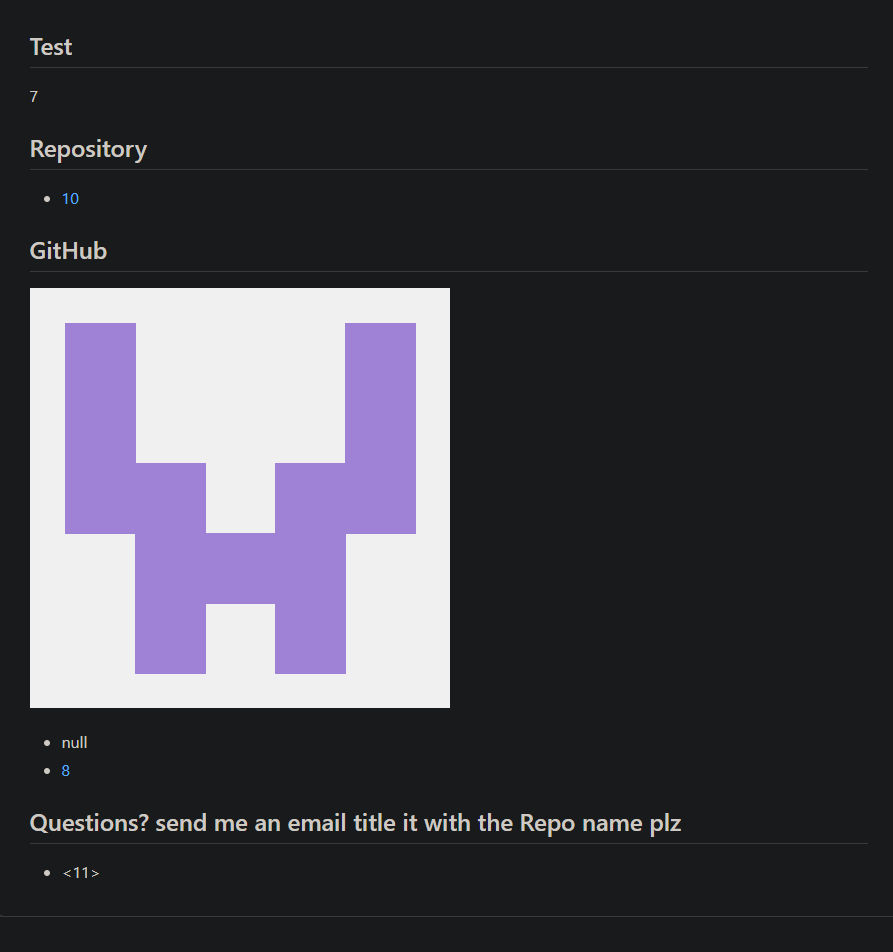 Test
7
Repository
10
GitHub
null
8
Questions? send me an email title it with the Repo name plz
<11>